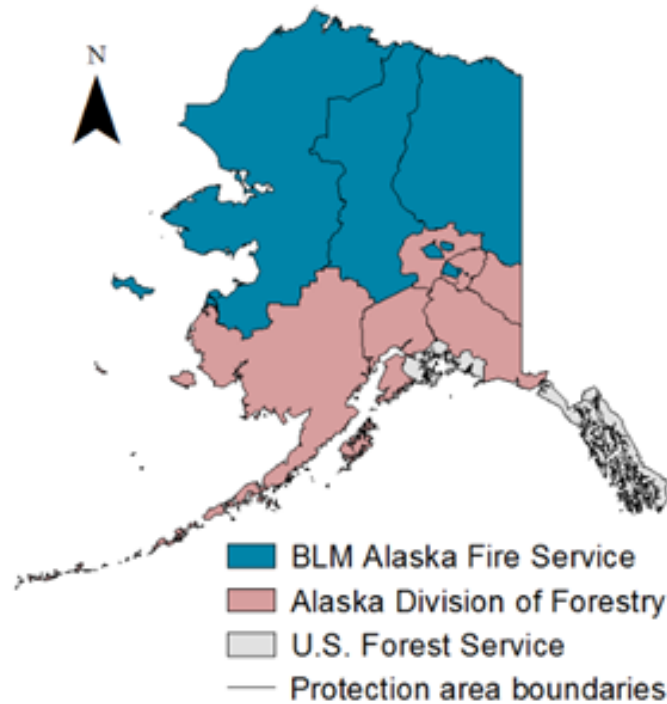 N
BLM Alaska Fire Service
Alaska Division of Forestry
U.S. Forest Service
Protection area boundaries